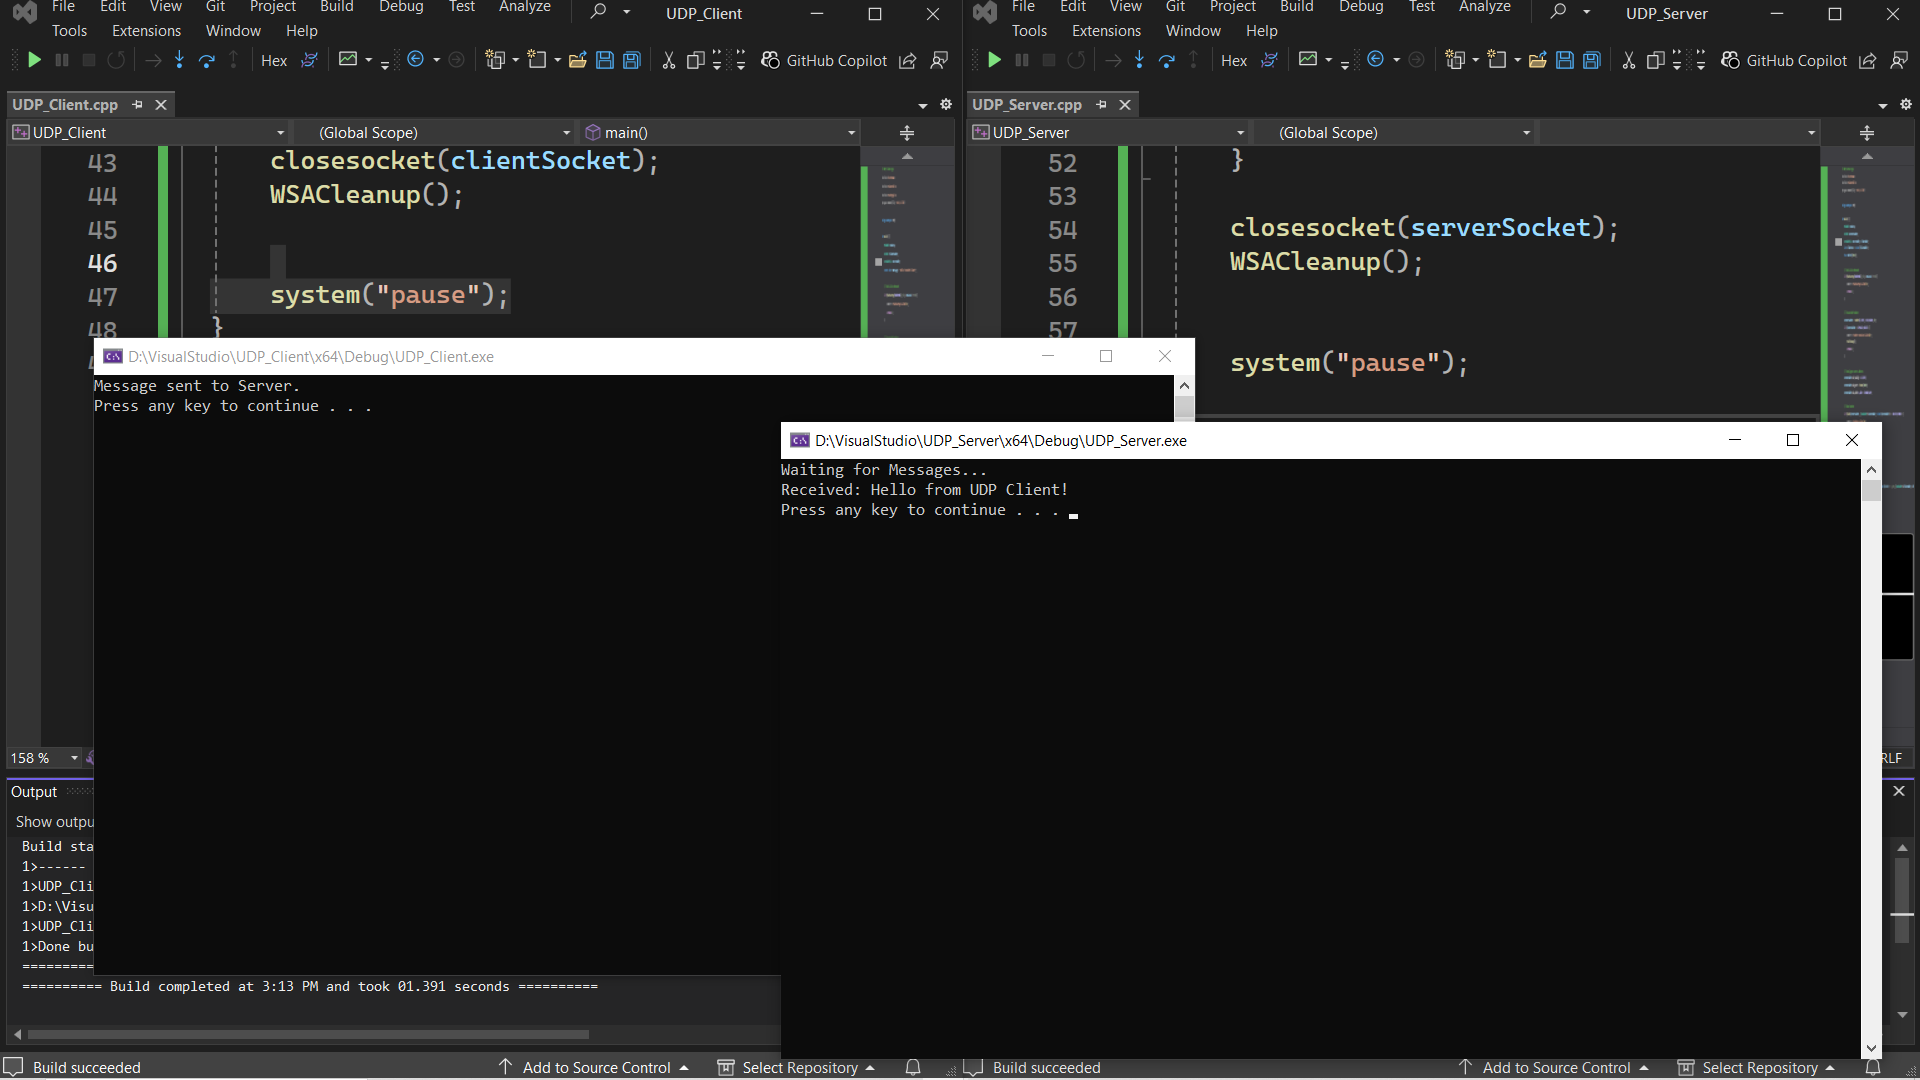 File Edit View Git Project Build Debug Test Analyze UDP_Client
Tools Extensions Window Help
Hex GitHub Copilot
UDP_Client.cpp
UDP_Client (Global Scope) main()
43 closesocket(clientSocket);
44 WSACleanup();
45
46
47 system("pause");
48 }
158 %
Output
Show outpu
Build sta
1>------
1>UDP_Cli
1>D:\Visu
1>UDP_Cli
1>Done bu
==========
========== Build completed at 3:13 PM and took 01.391 seconds ==========
Build succeeded Add to Source Control Select Repository
File Edit View Git Project Build Debug Test Analyze UDP_Server
Tools Extensions Window Help
Hex GitHub Copilot
UDP_Server.cpp
UDP_Server (Global Scope)
52 }
53
54 closesocket(serverSocket);
55 WSACleanup();
56
57
system("pause");
RLF
Build succeeded Add to Source Control Select Repository
D:\VisualStudio\UDP_Client\x64\Debug\UDP_Client.exe
Message sent to Server.
Press any key to continue . . .
D:\VisualStudio\UDP_Server\x64\Debug\UDP_Server.exe
Waiting for Messages...
Received: Hello from UDP Client!
Press any key to continue . . .